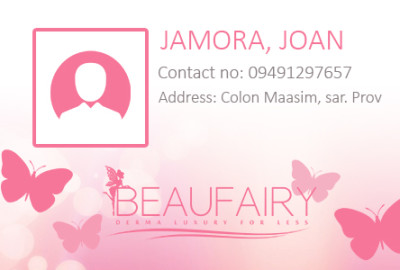 JAMORA, JOAN
Contact no: 09491297657
Address: Colon Maasim, sar. Prov
BEAUFAIRY
DERMA LUXURY FOR LESS